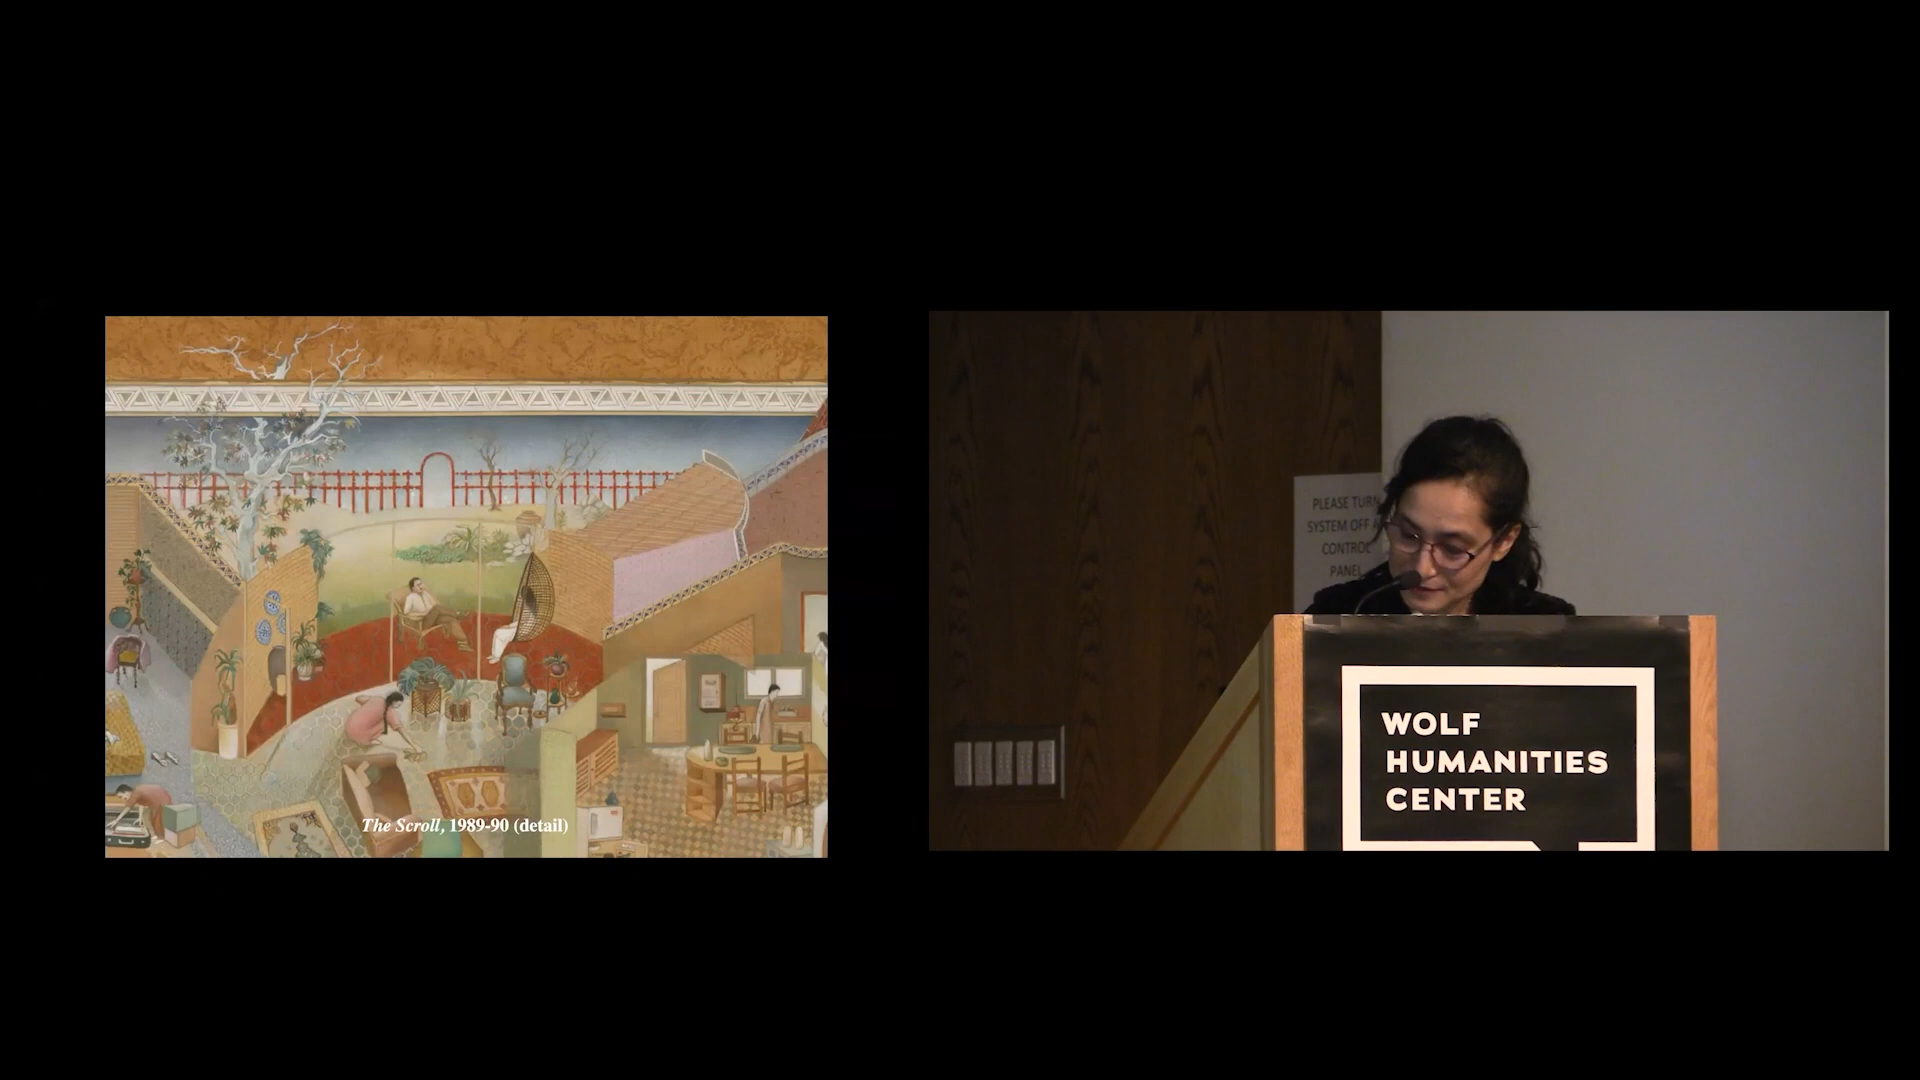 The Scroll, 1989-90 (detail)
PLEASE TURN
SYSTEM OFF
CONTROL
PANEL
WOLF
HUMANITIES
CENTER